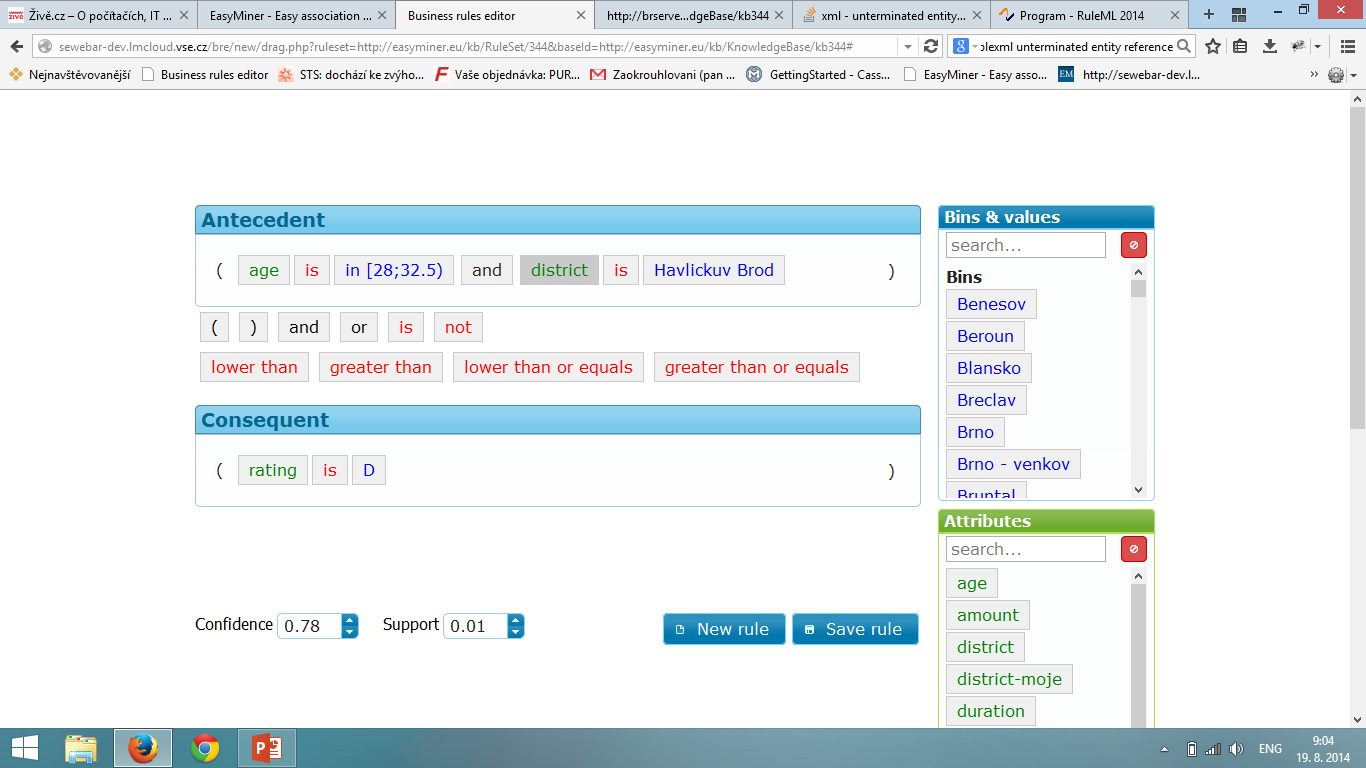 Živě.cz – O počítačích, IT ... EasyMiner - Easy association ... Business rules editor http://brserve...dgeBase/kb344 xml - unterminated entity... Program - RuleML 2014
sewebar-dev.lmcloud.vse.cz/bre/new/drag.php?ruleset=http://easyminer.eu/kb/RuleSet/344&baseId=http://easyminer.eu/kb/KnowledgeBase/kb344# plexml unterminated entity reference
Nejnavštěvovanější Business rules editor STS: dochází ke zvýho... Vaše objednávka: PUR... Zaokrouhlovani (pan ... GettingStarted - Cass... EasyMiner - Easy asso... EM http://sewebar-dev.l...
Antecedent
( age is in [28;32.5) and district is Havlickuv Brod )
( ) and or is not
lower than greater than lower than or equals greater than or equals
Consequent
( rating is D )
Confidence 0.78 Support 0.01 New rule Save rule
Bins & values
search...
Bins
Benesov
Beroun
Blansko
Breclav
Brno
Brno - venkov
Bruntal
Attributes
search...
age
amount
district
district-moje
duration
ENG 9:04
19. 8. 2014